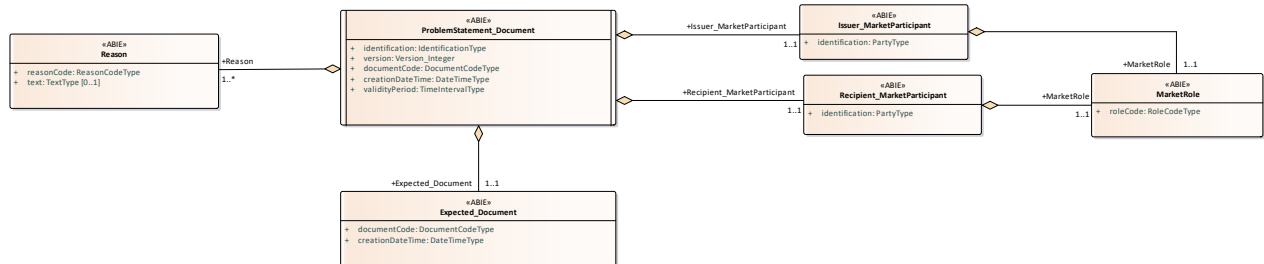 «ABIE»
Reason
+ reasonCode: ReasonCodeType
+ text: TextType [0..1]
+Reason
1..*
«ABIE»
ProblemStatement_Document
+ identification: IdentificationType
+ version: Version_Integer
+ documentCode: DocumentCodeType
+ creationDateTime: DateTimeType
+ validityPeriod: TimeIntervalType
+Issuer_MarketParticipant
1..1
«ABIE»
Issuer_MarketParticipant
+ identification: PartyType
+MarketRole 1..1
+Recipient_MarketParticipant
1..1
«ABIE»
Recipient_MarketParticipant
+ identification: PartyType
+MarketRole
1..1
«ABIE»
MarketRole
+ roleCode: RoleCodeType
+Expected_Document 1..1
«ABIE»
Expected_Document
+ documentCode: DocumentCodeType
+ creationDateTime: DateTimeType